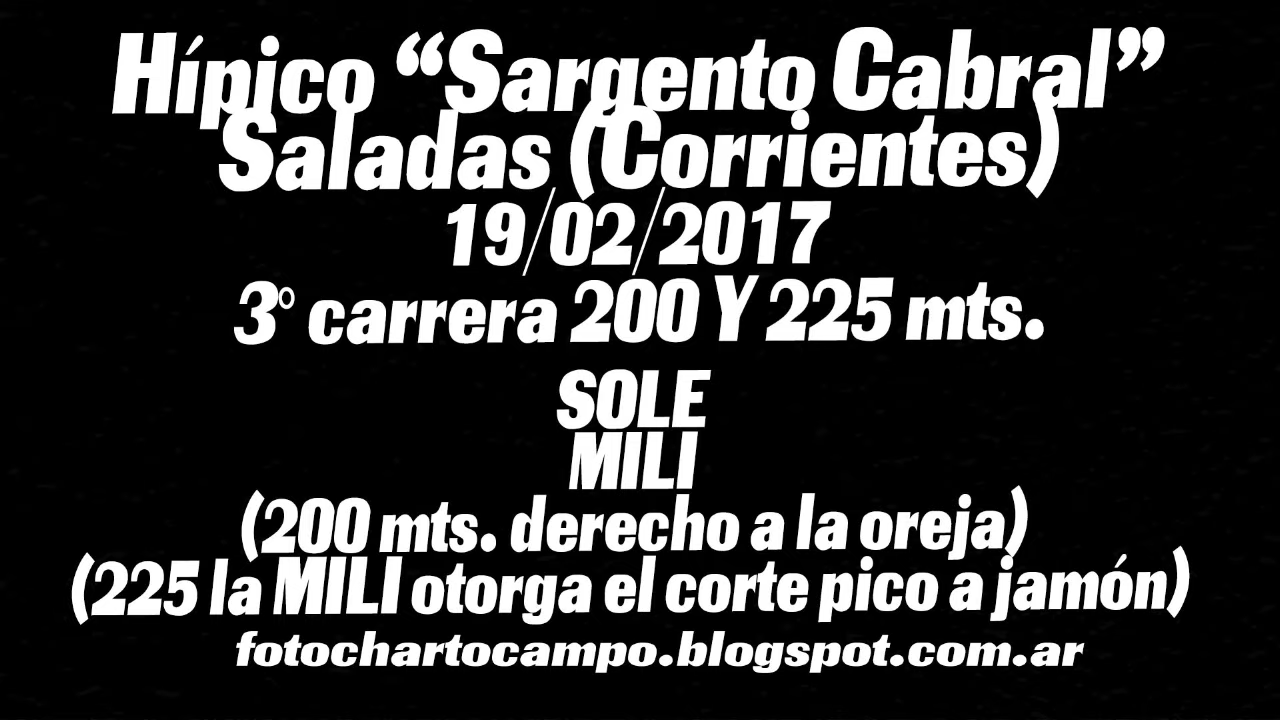 Hípico “Sargento Cabral”
Saladas (Corrientes)
19/02/2017
3° carrera 200 Y 225 mts.
SOLE
MILI
(200 mts. derecho a la oreja)
(225 la MILI otorga el corte pico a jamón)
fotochartocampo.blogspot.com.ar